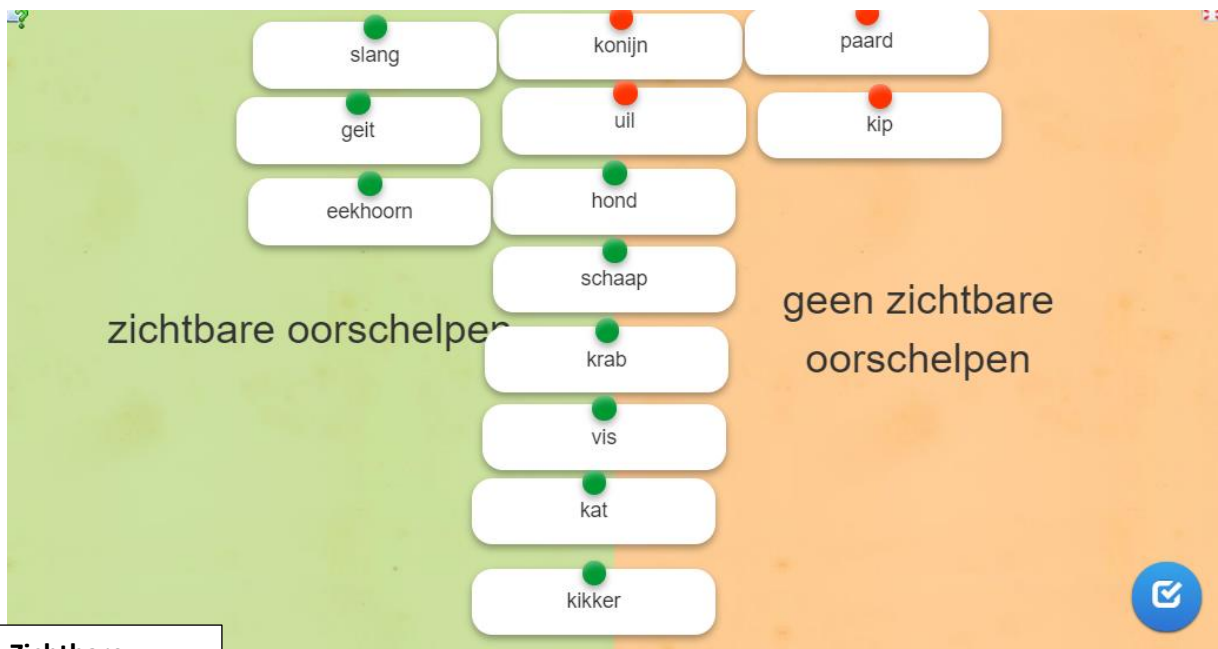 slang
konijn
paard
geit
uil
kip
eekhoorn
hond
schaap
zichtbare oorschelpen
geen zichtbare
oorschelpen
krab
vis
kat
kikker